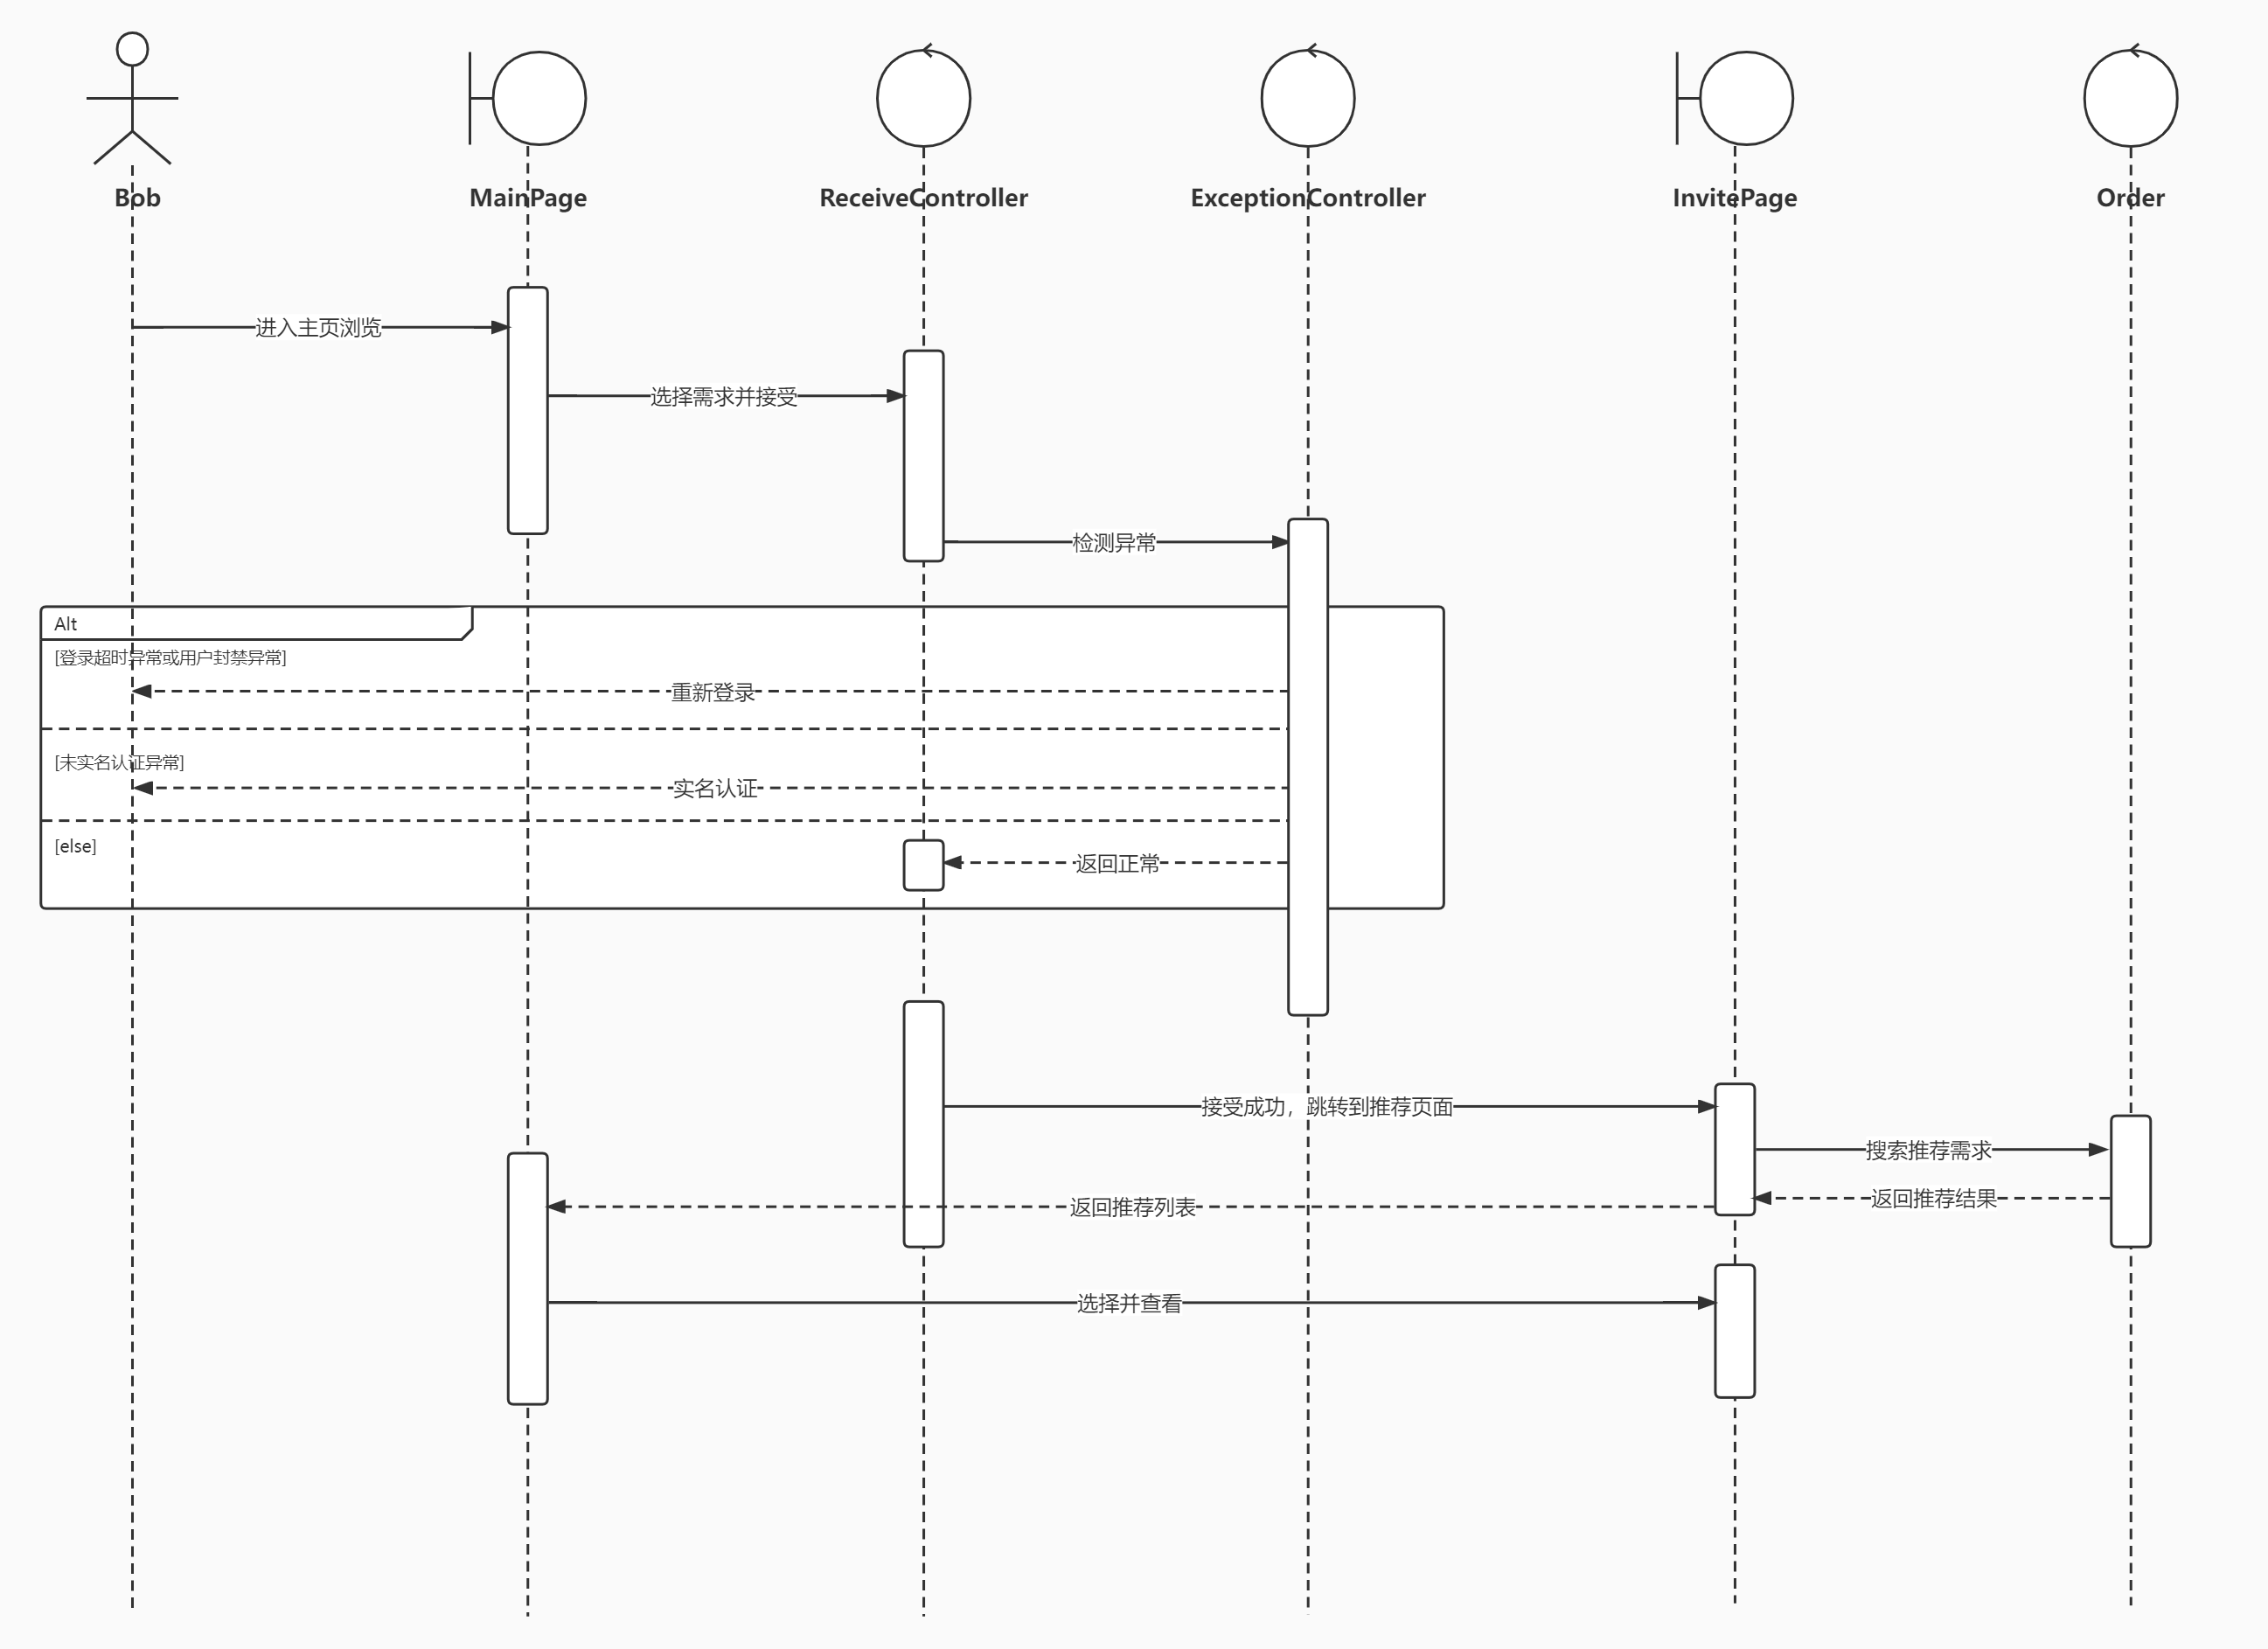 Bob
MainPage
ReceiveController
ExceptionController
InvitePage
Order
进入主页浏览
选择需求并接受
检测异常
Alt
[登录超时异常或用户封禁异常]
重新登录
[未实名认证异常]
实名认证
[else]
返回正常
接受成功，跳转到推荐页面
搜索推荐需求
返回推荐结果
返回推荐列表
选择并查看